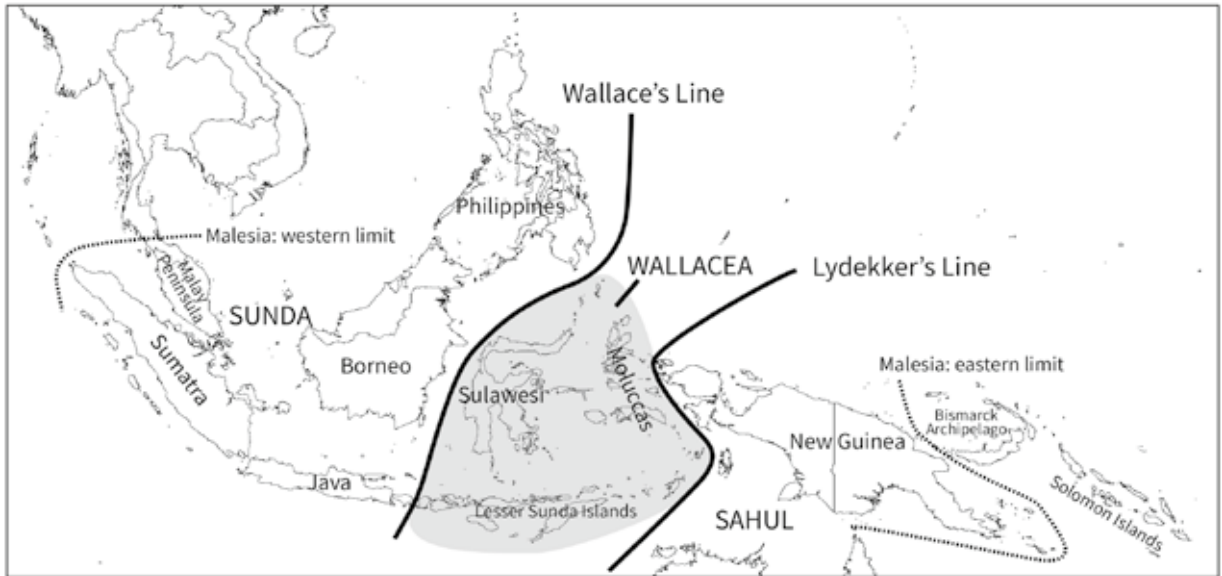 Wallace's Line
Philippines
Malesia: western limit
WALLACEA
Lydekker's Line
Malay
Peninsula
SUNDA
Sumatra
Borneo
Sulawesi
Moluccas
Malesia: eastern limit
Bismarck
Archipelago
New Guinea
Java
Lesser Sunda Islands
SAHUL
Solomon Islands